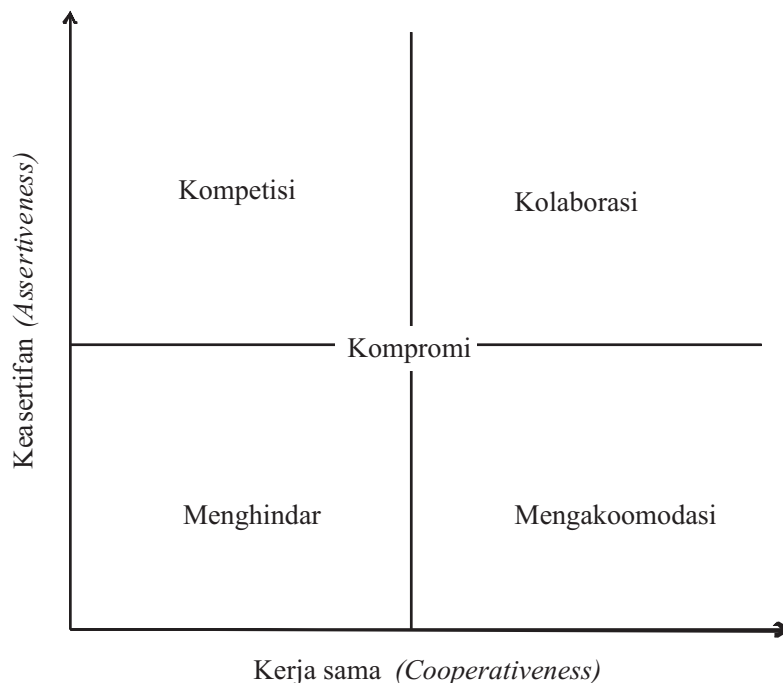 Keasertifan (Assertiveness)
Kompetisi
Kolaborasi
Kompromi
Menghindar
Mengakoomodasi
Kerja sama (Cooperativeness)